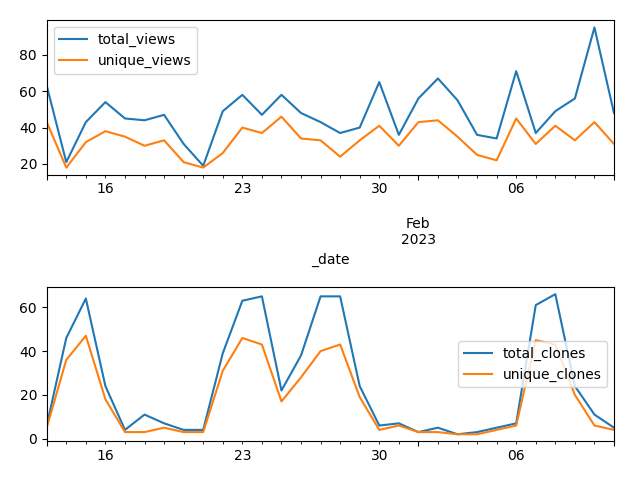 total_views
unique_views
80
60
40
20
16 23 30 06
Feb
2023
_date
60
40
20
0
total_clones
unique_clones
16 23 30 06